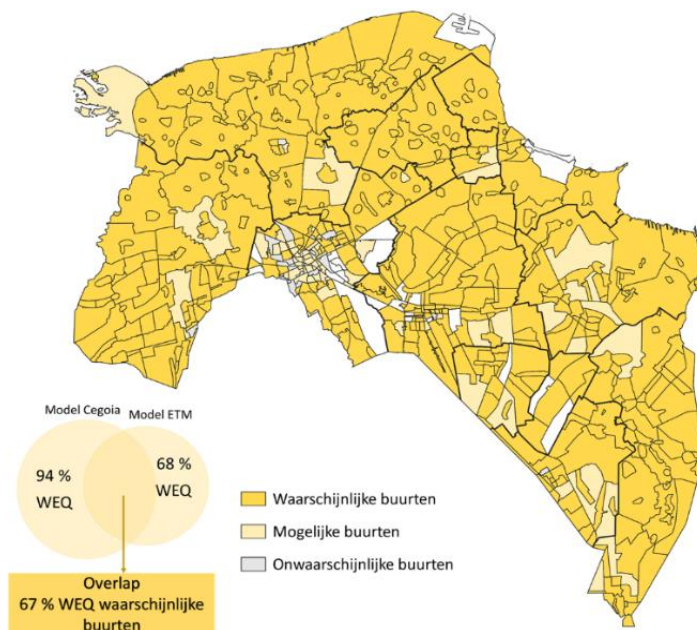 Model Cegoia
Model ETM
94 %
WEQ
68 %
WEQ
Overlap
67 % WEQ waarschijnlijke
buurten
Waarschijnlijke buurten
Mogelijke buurten
Onwaarschijnlijke buurten